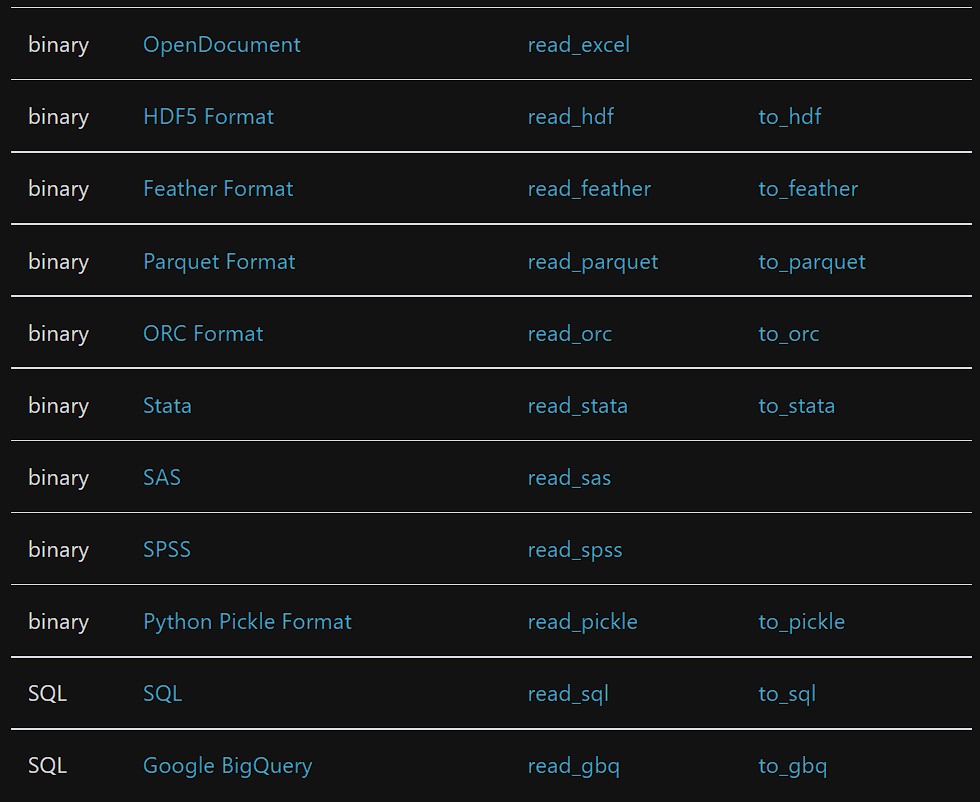 binary OpenDocument read_excel
binary HDF5 Format read_hdf to_hdf
binary Feather Format read_feather to_feather
binary Parquet Format read_parquet to_parquet
binary ORC Format read_orc to_orc
binary Stata read_stata to_stata
binary SAS read_sas
binary SPSS read_spss
binary Python Pickle Format read_pickle to_pickle
SQL SQL read_sql to_sql
SQL Google BigQuery read_gbq to_gbq